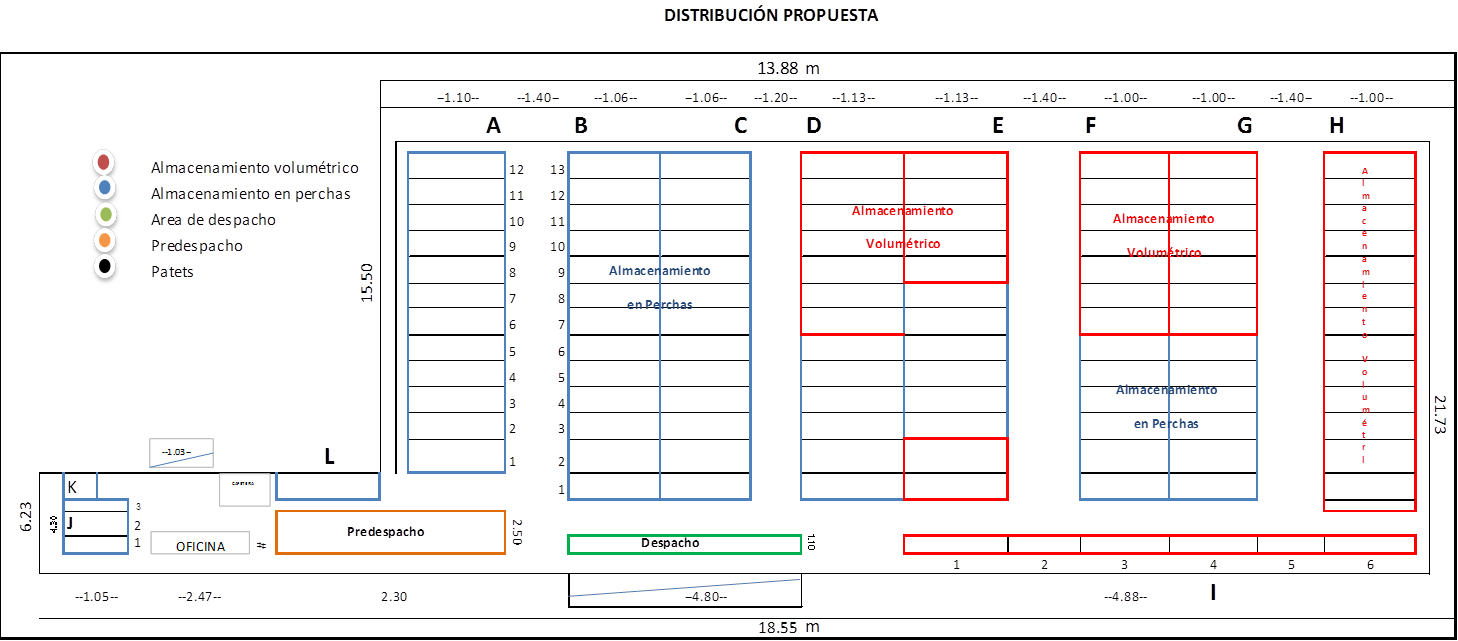 DISTRIBUCIÓN PROPUESTA
13.88 m
--1.10-- --1.40-- --1.06-- --1.06-- --1.20-- --1.13-- --1.13-- --1.40-- --1.00-- --1.00-- --1.40-- --1.00--
A B C D E F G H
Almacenamiento volumétrico
Almacenamiento en perchas
Area de despacho
Predespacho
Patets
15.50
12 13
11 12
10 11
9 10
8 9
7 8
6 7
5 6
4 5
3 4
2 3
1 2
1
Almacenamiento
en Perchas
Almacenamiento
Volumétrico
Almacenamiento
Volumétrico
Almacenamiento
en Perchas
Almacenamiento Volumétri
21.73
--1.03--
L
K
J
3
2
1
6.23
4.30
OFICINA
Predespacho
2.50
Despacho
1.10
1 2 3 4 5 6
I
--1.05-- --2.47-- 2.30 --4.80-- --4.88--
18.55 m